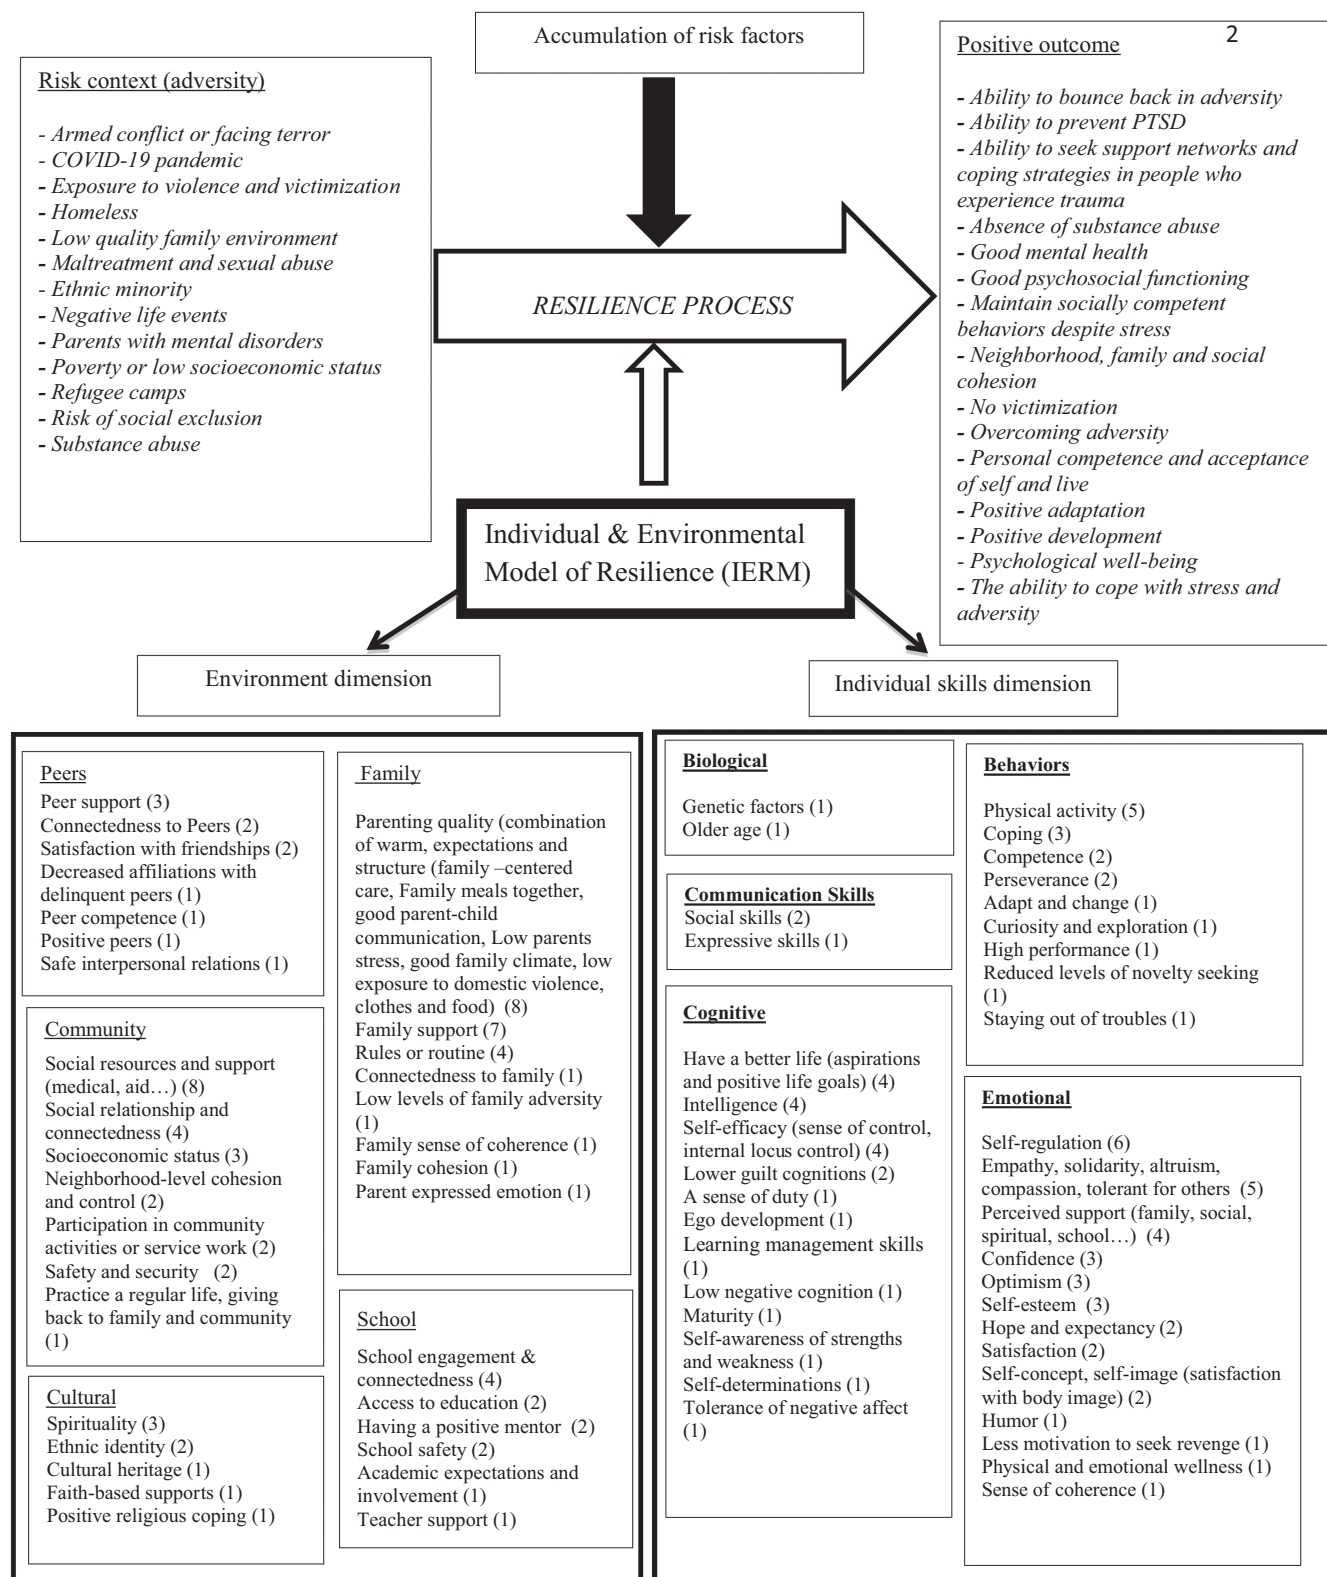 Accumulation of risk factors
2
Risk context (adversity)
- Armed conflict or facing terror
- COVID-19 pandemic
- Exposure to violence and victimization
- Homeless
- Low quality family environment
- Maltreatment and sexual abuse
- Ethnic minority
- Negative life events
- Parents with mental disorders
- Poverty or low socioeconomic status
- Refugee camps
- Risk of social exclusion
- Substance abuse
RESILIENCE PROCESS
Positive outcome
- Ability to bounce back in adversity
- Ability to prevent PTSD
- Ability to seek support networks and
coping strategies in people who
experience trauma
- Absence of substance abuse
- Good mental health
- Good psychosocial functioning
- Maintain socially competent
behaviors despite stress
- Neighborhood, family and social
cohesion
- No victimization
- Overcoming adversity
- Personal competence and acceptance
of self and live
- Positive adaptation
- Positive development
- Psychological well-being
- The ability to cope with stress and
adversity
Individual & Environmental
Model of Resilience (IERM)
Environment dimension
Individual skills dimension
Peers
Peer support (3)
Connectedness to Peers (2)
Satisfaction with friendships (2)
Decreased affiliations with
delinquent peers (1)
Peer competence (1)
Positive peers (1)
Safe interpersonal relations (1)
Community
Social resources and support
(medical, aid…) (8)
Social relationship and
connectedness (4)
Socioeconomic status (3)
Neighborhood-level cohesion
and control (2)
Participation in community
activities or service work (2)
Safety and security (2)
Practice a regular life, giving
back to family and community
(1)
Cultural
Spirituality (3)
Ethnic identity (2)
Cultural heritage (1)
Faith-based supports (1)
Positive religious coping (1)
Family
Parenting quality (combination
of warm, expectations and
structure (family –centered
care, Family meals together,
good parent-child
communication, Low parents
stress, good family climate, low
exposure to domestic violence,
clothes and food) (8)
Family support (7)
Rules or routine (4)
Connectedness to family (1)
Low levels of family adversity
(1)
Family sense of coherence (1)
Family cohesion (1)
Parent expressed emotion (1)
School
School engagement &
connectedness (4)
Access to education (2)
Having a positive mentor (2)
School safety (2)
Academic expectations and
involvement (1)
Teacher support (1)
Biological
Genetic factors (1)
Older age (1)
Communication Skills
Social skills (2)
Expressive skills (1)
Cognitive
Have a better life (aspirations
and positive life goals) (4)
Intelligence (4)
Self-efficacy (sense of control,
internal locus control) (4)
Lower guilt cognitions (2)
A sense of duty (1)
Ego development (1)
Learning management skills
(1)
Low negative cognition (1)
Maturity (1)
Self-awareness of strengths
and weakness (1)
Self-determinations (1)
Tolerance of negative affect
(1)
Behaviors
Physical activity (5)
Coping (3)
Competence (2)
Perseverance (2)
Adapt and change (1)
Curiosity and exploration (1)
High performance (1)
Reduced levels of novelty seeking
(1)
Staying out of troubles (1)
Emotional
Self-regulation (6)
Empathy, solidarity, altruism,
compassion, tolerant for others (5)
Perceived support (family, social,
spiritual, school…) (4)
Confidence (3)
Optimism (3)
Self-esteem (3)
Hope and expectancy (2)
Satisfaction (2)
Self-concept, self-image (satisfaction
with body image) (2)
Humor (1)
Less motivation to seek revenge (1)
Physical and emotional wellness (1)
Sense of coherence (1)